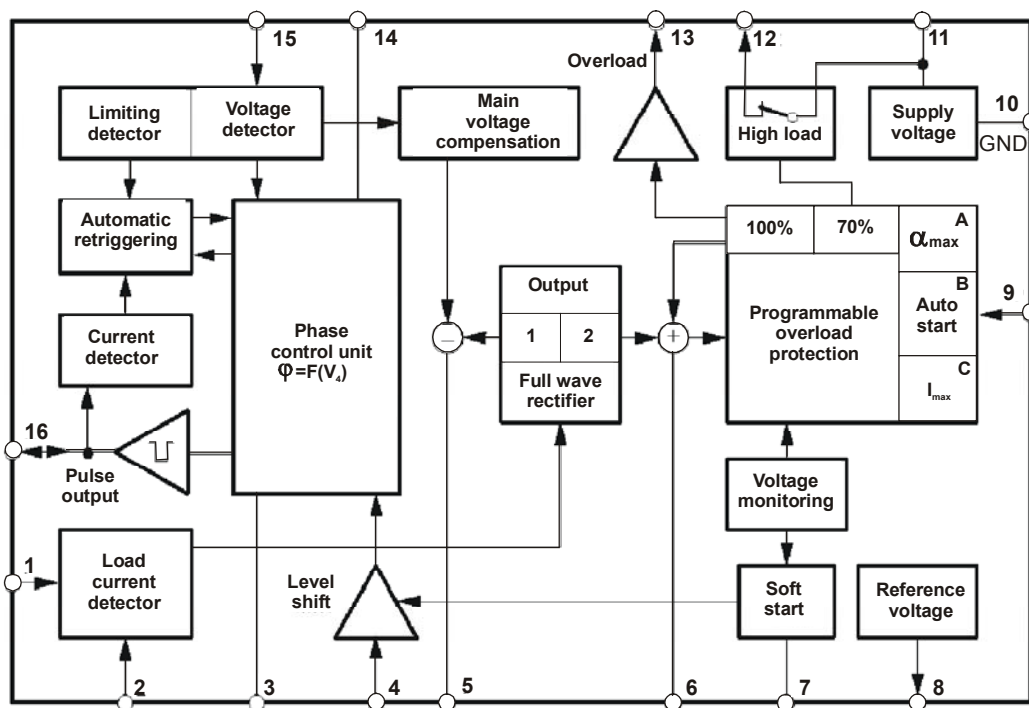 15
14
13
12
11
Overload
Limiting
detector
Voltage
detector
Main
voltage
compensation
High load
Supply
voltage
10
GND
Automatic
retriggering
100%
70%
A
αmax
B
Auto
start
9
C
Imax
Programmable
overload
protection
Output
1
2
Full wave
rectifier
−
+
Phase
control unit
φ=F(V4)
Current
detector
16
Pulse
output
Voltage
monitoring
1
Load
current
detector
Level
shift
Soft
start
Reference
voltage
2
3
4
5
6
7
8